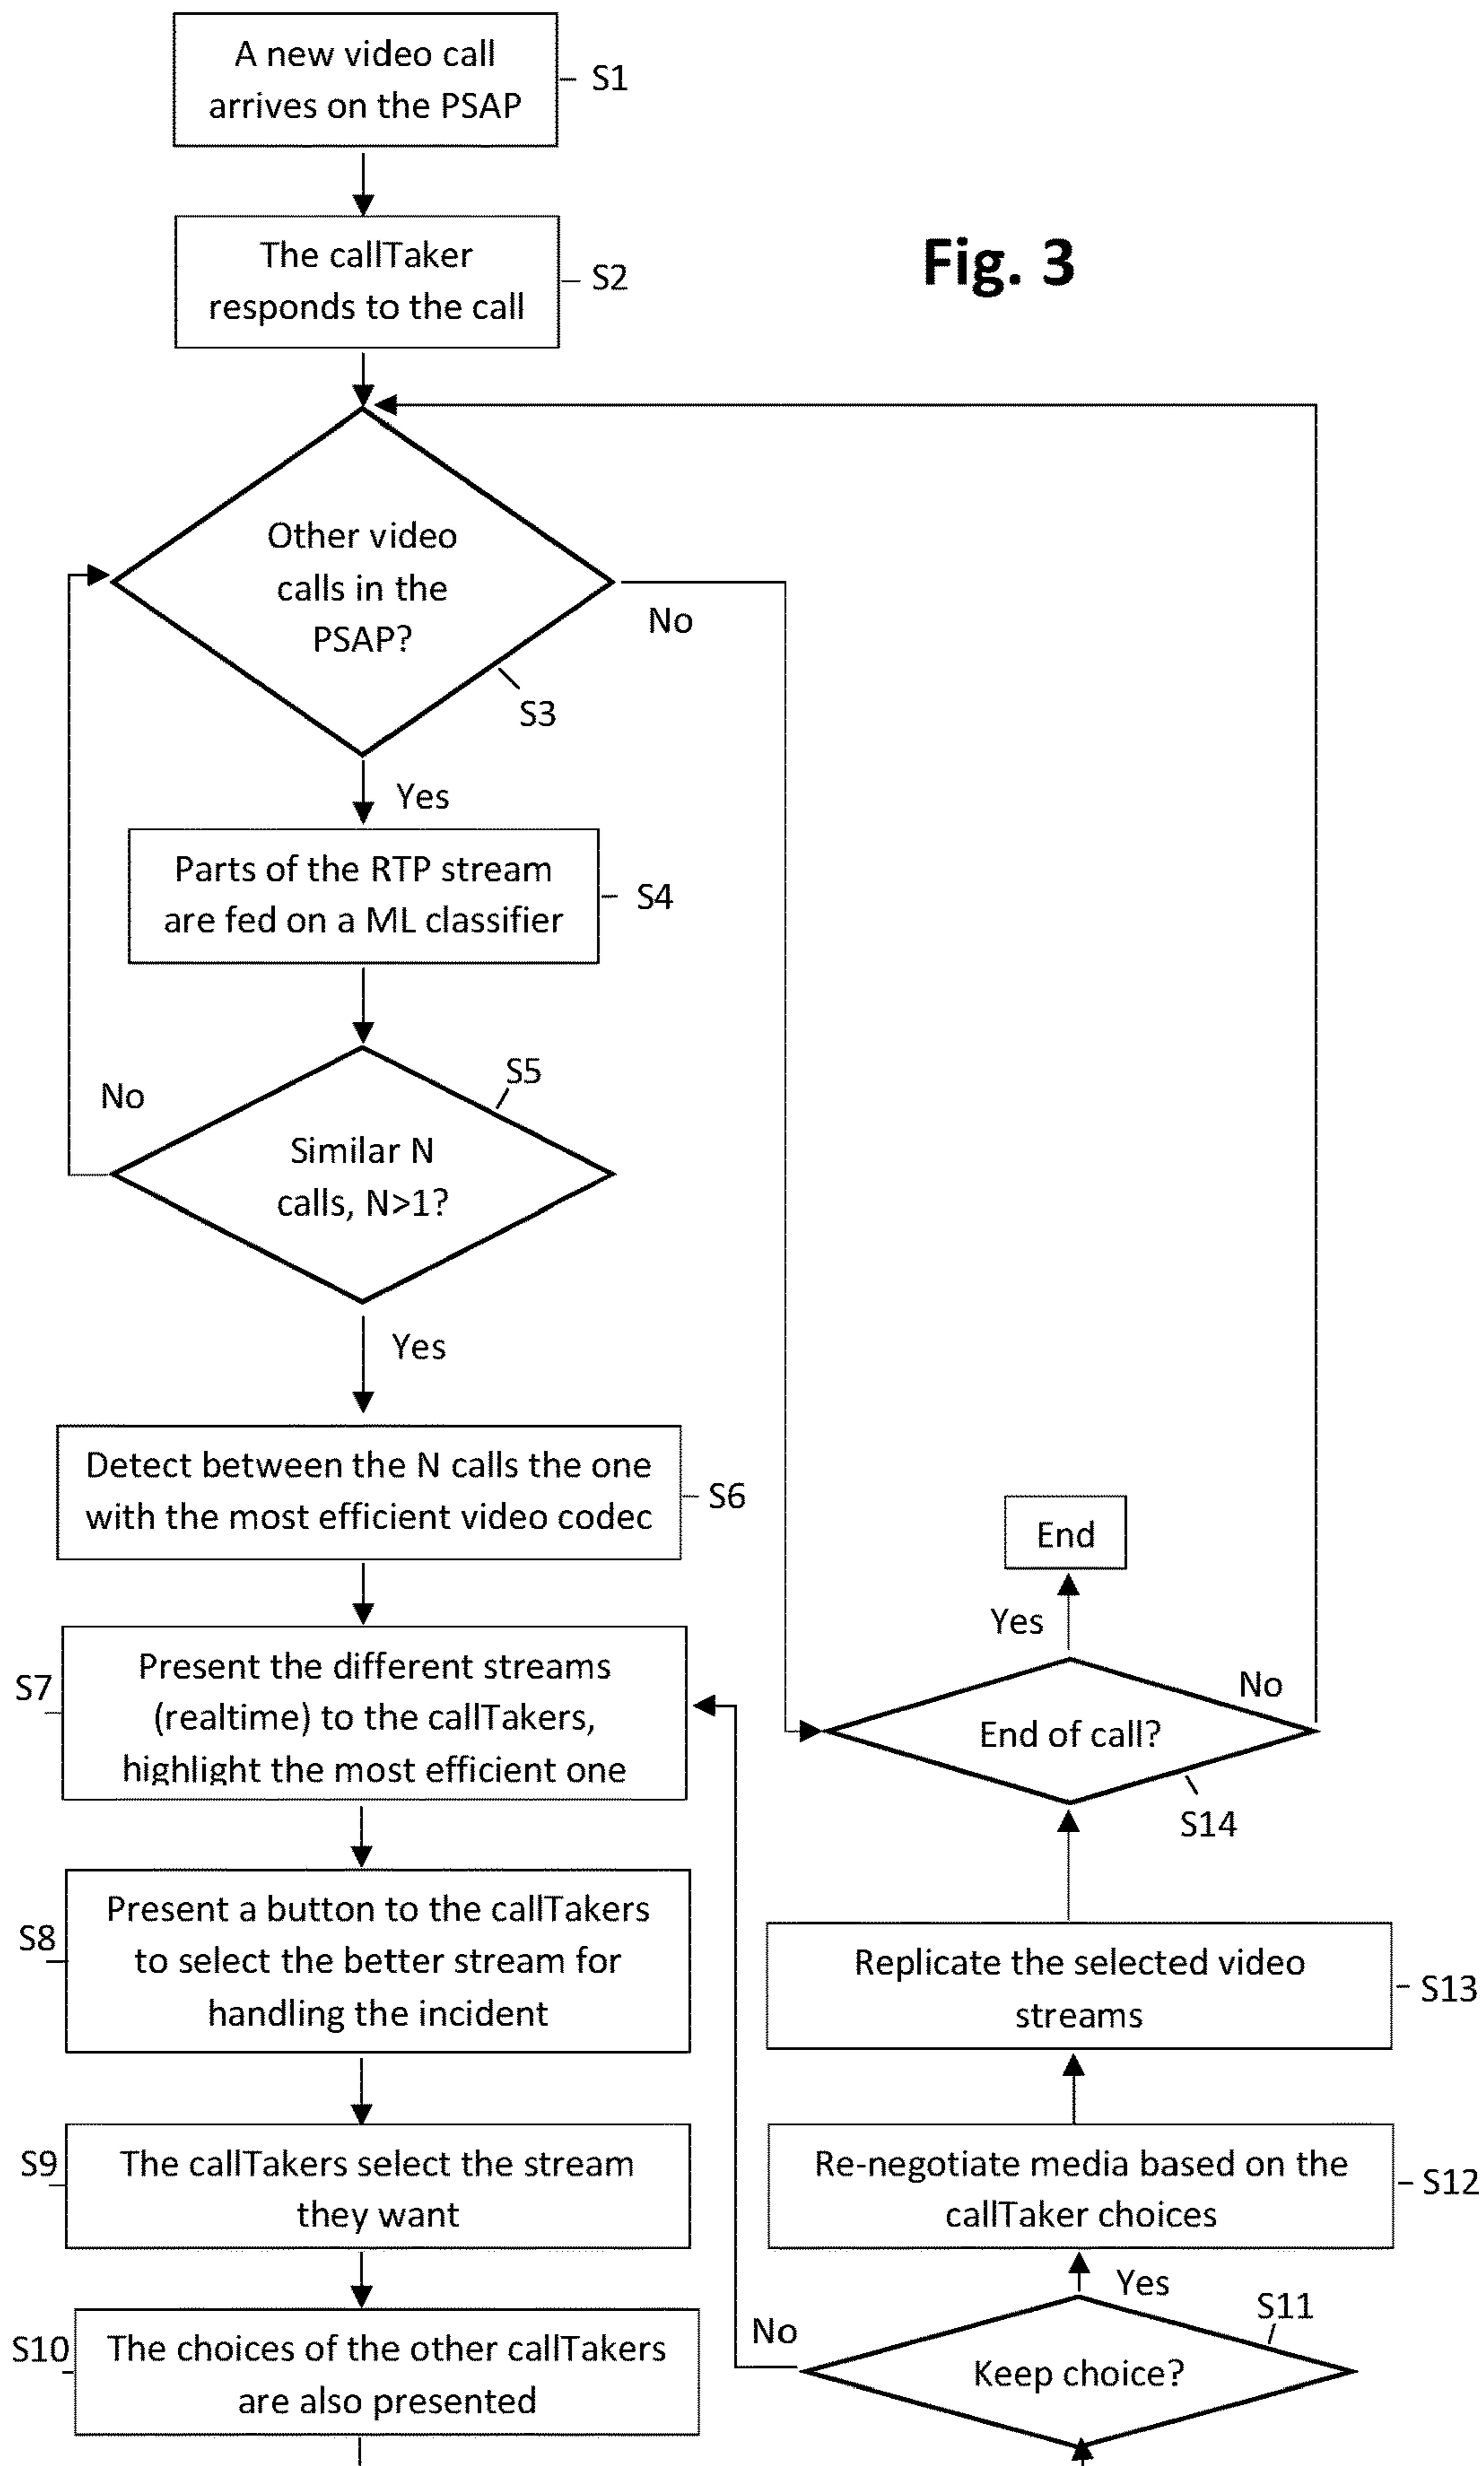 A new video call
arrives on the PSAP
S1
The callTaker
responds to the call
S2
Fig. 3
Other video
calls in the
PSAP?
No
S3
Yes
Parts of the RTP stream
are fed on a ML classifier
S4
No
S5
Similar N
calls, N>1?
Yes
Detect between the N calls the one
with the most efficient video codec
S6
S7
Present the different streams
(realtime) to the callTakers,
highlight the most efficient one
S8
Present a button to the callTakers
to select the better stream for
handling the incident
S9
The callTakers select the stream
they want
S10
The choices of the other callTakers
are also presented
End
Yes
No
End of call?
S14
Replicate the selected video
streams
S13
Re-negotiate media based on the
callTaker choices
S12
Yes
S11
No
Keep choice?